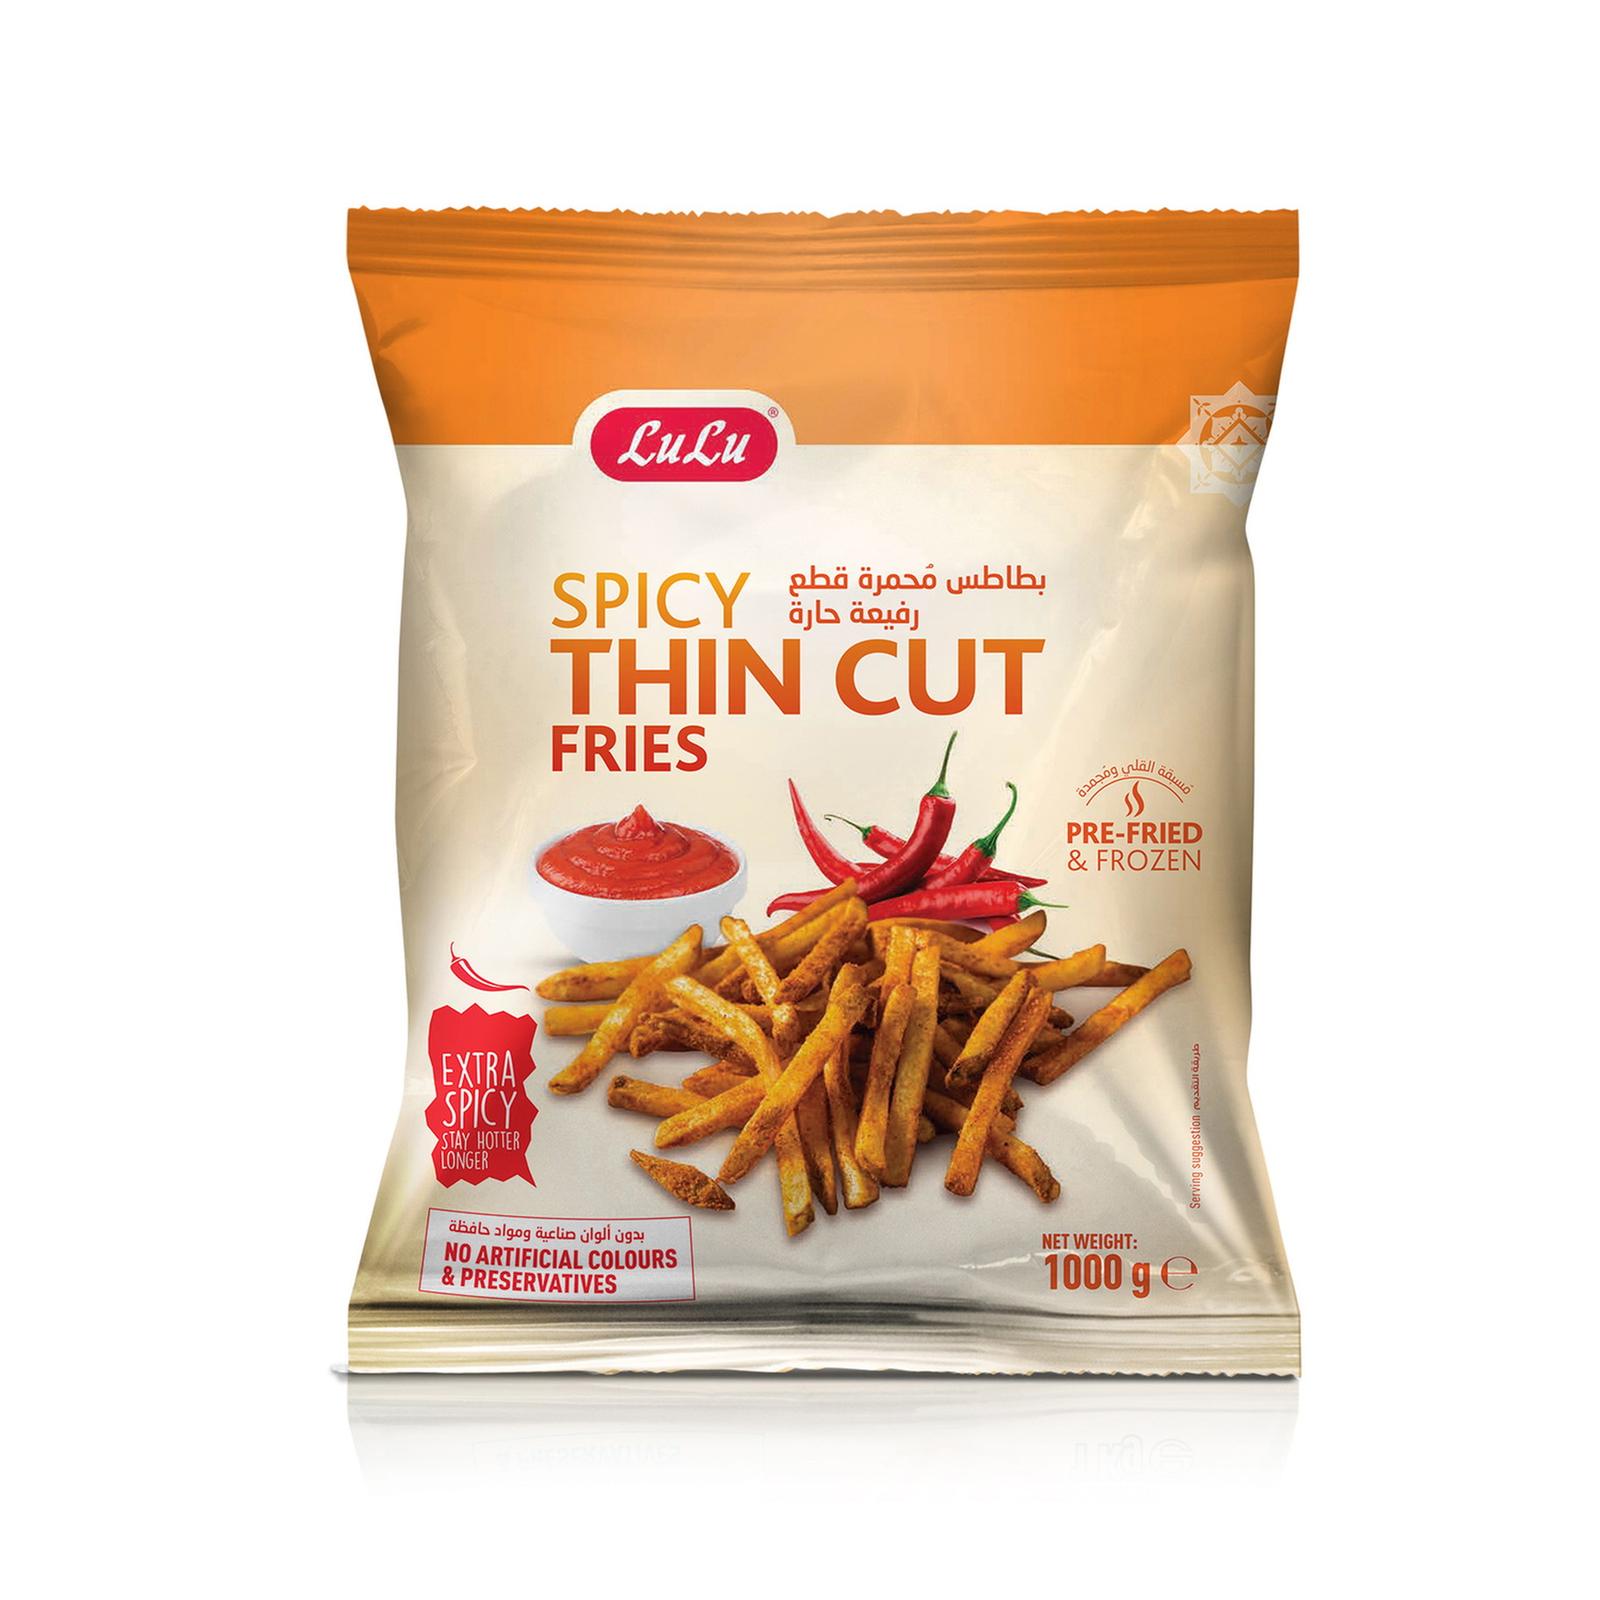 LuLu®
SPICY
بطاطس مُحمرة قطع
رفيعة حارة
THIN CUT
FRIES
مُسبقة القلي ومُجمدة
PRE-FRIED
& FROZEN
EXTRA
SPICY
STAY HOTTER
LONGER
Serving suggestion طريقة التقديم
بدون ألوان صناعية ومواد حافظة
NO ARTIFICIAL COLOURS
& PRESERVATIVES
NET WEIGHT:
1000 g ℮